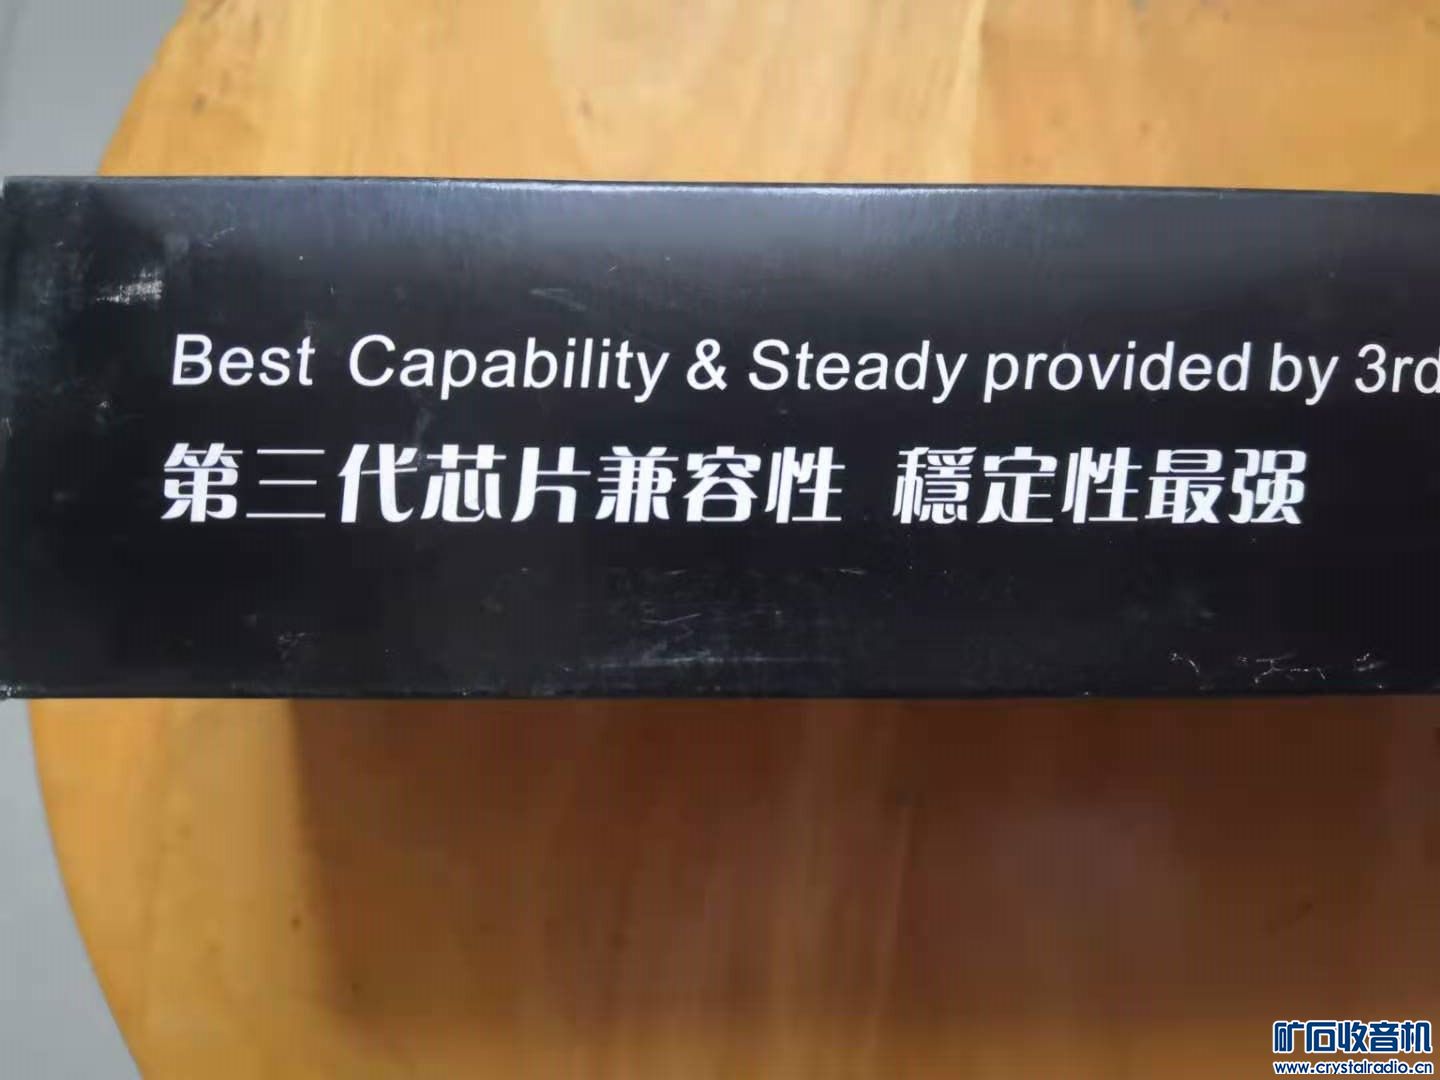 Best Capability & Steady provided by 3rd
第三代芯片兼容性 穩定性最强
矿石收音机
www.crystalradio.cn